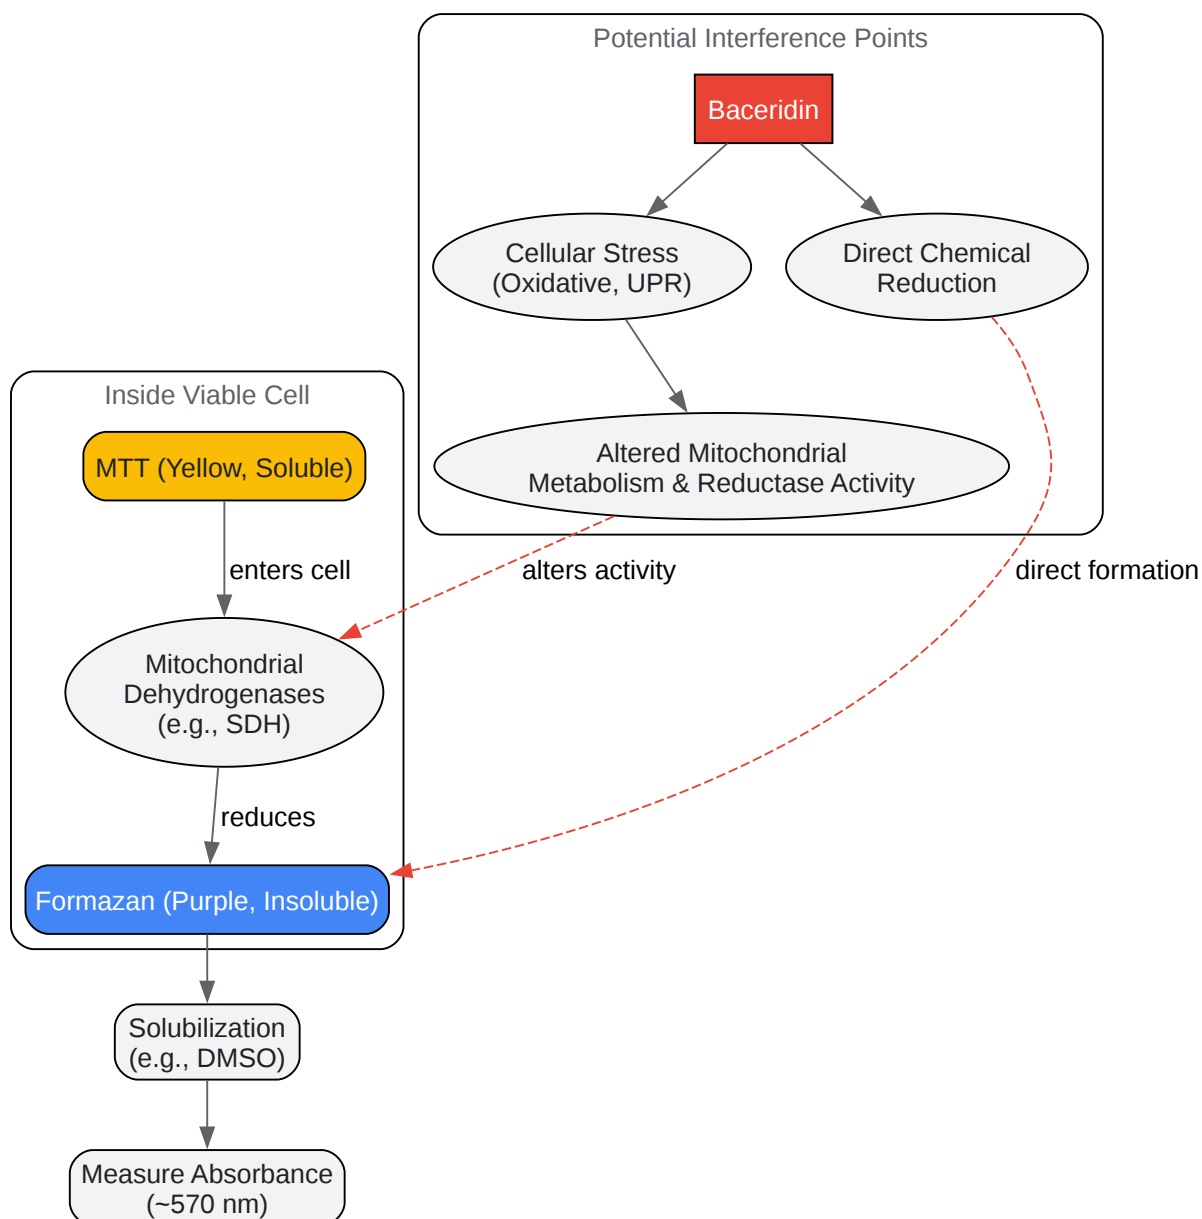 Potential Interference Points
Baceridin
Cellular Stress
(Oxidative, UPR)
Direct Chemical
Reduction
Altered Mitochondrial
Metabolism & Reductase Activity
alters activity
direct formation
Inside Viable Cell
MTT (Yellow, Soluble)
enters cell
Mitochondrial
Dehydrogenases
(e.g., SDH)
reduces
Formazan (Purple, Insoluble)
Solubilization
(e.g., DMSO)
Measure Absorbance
(~570 nm)